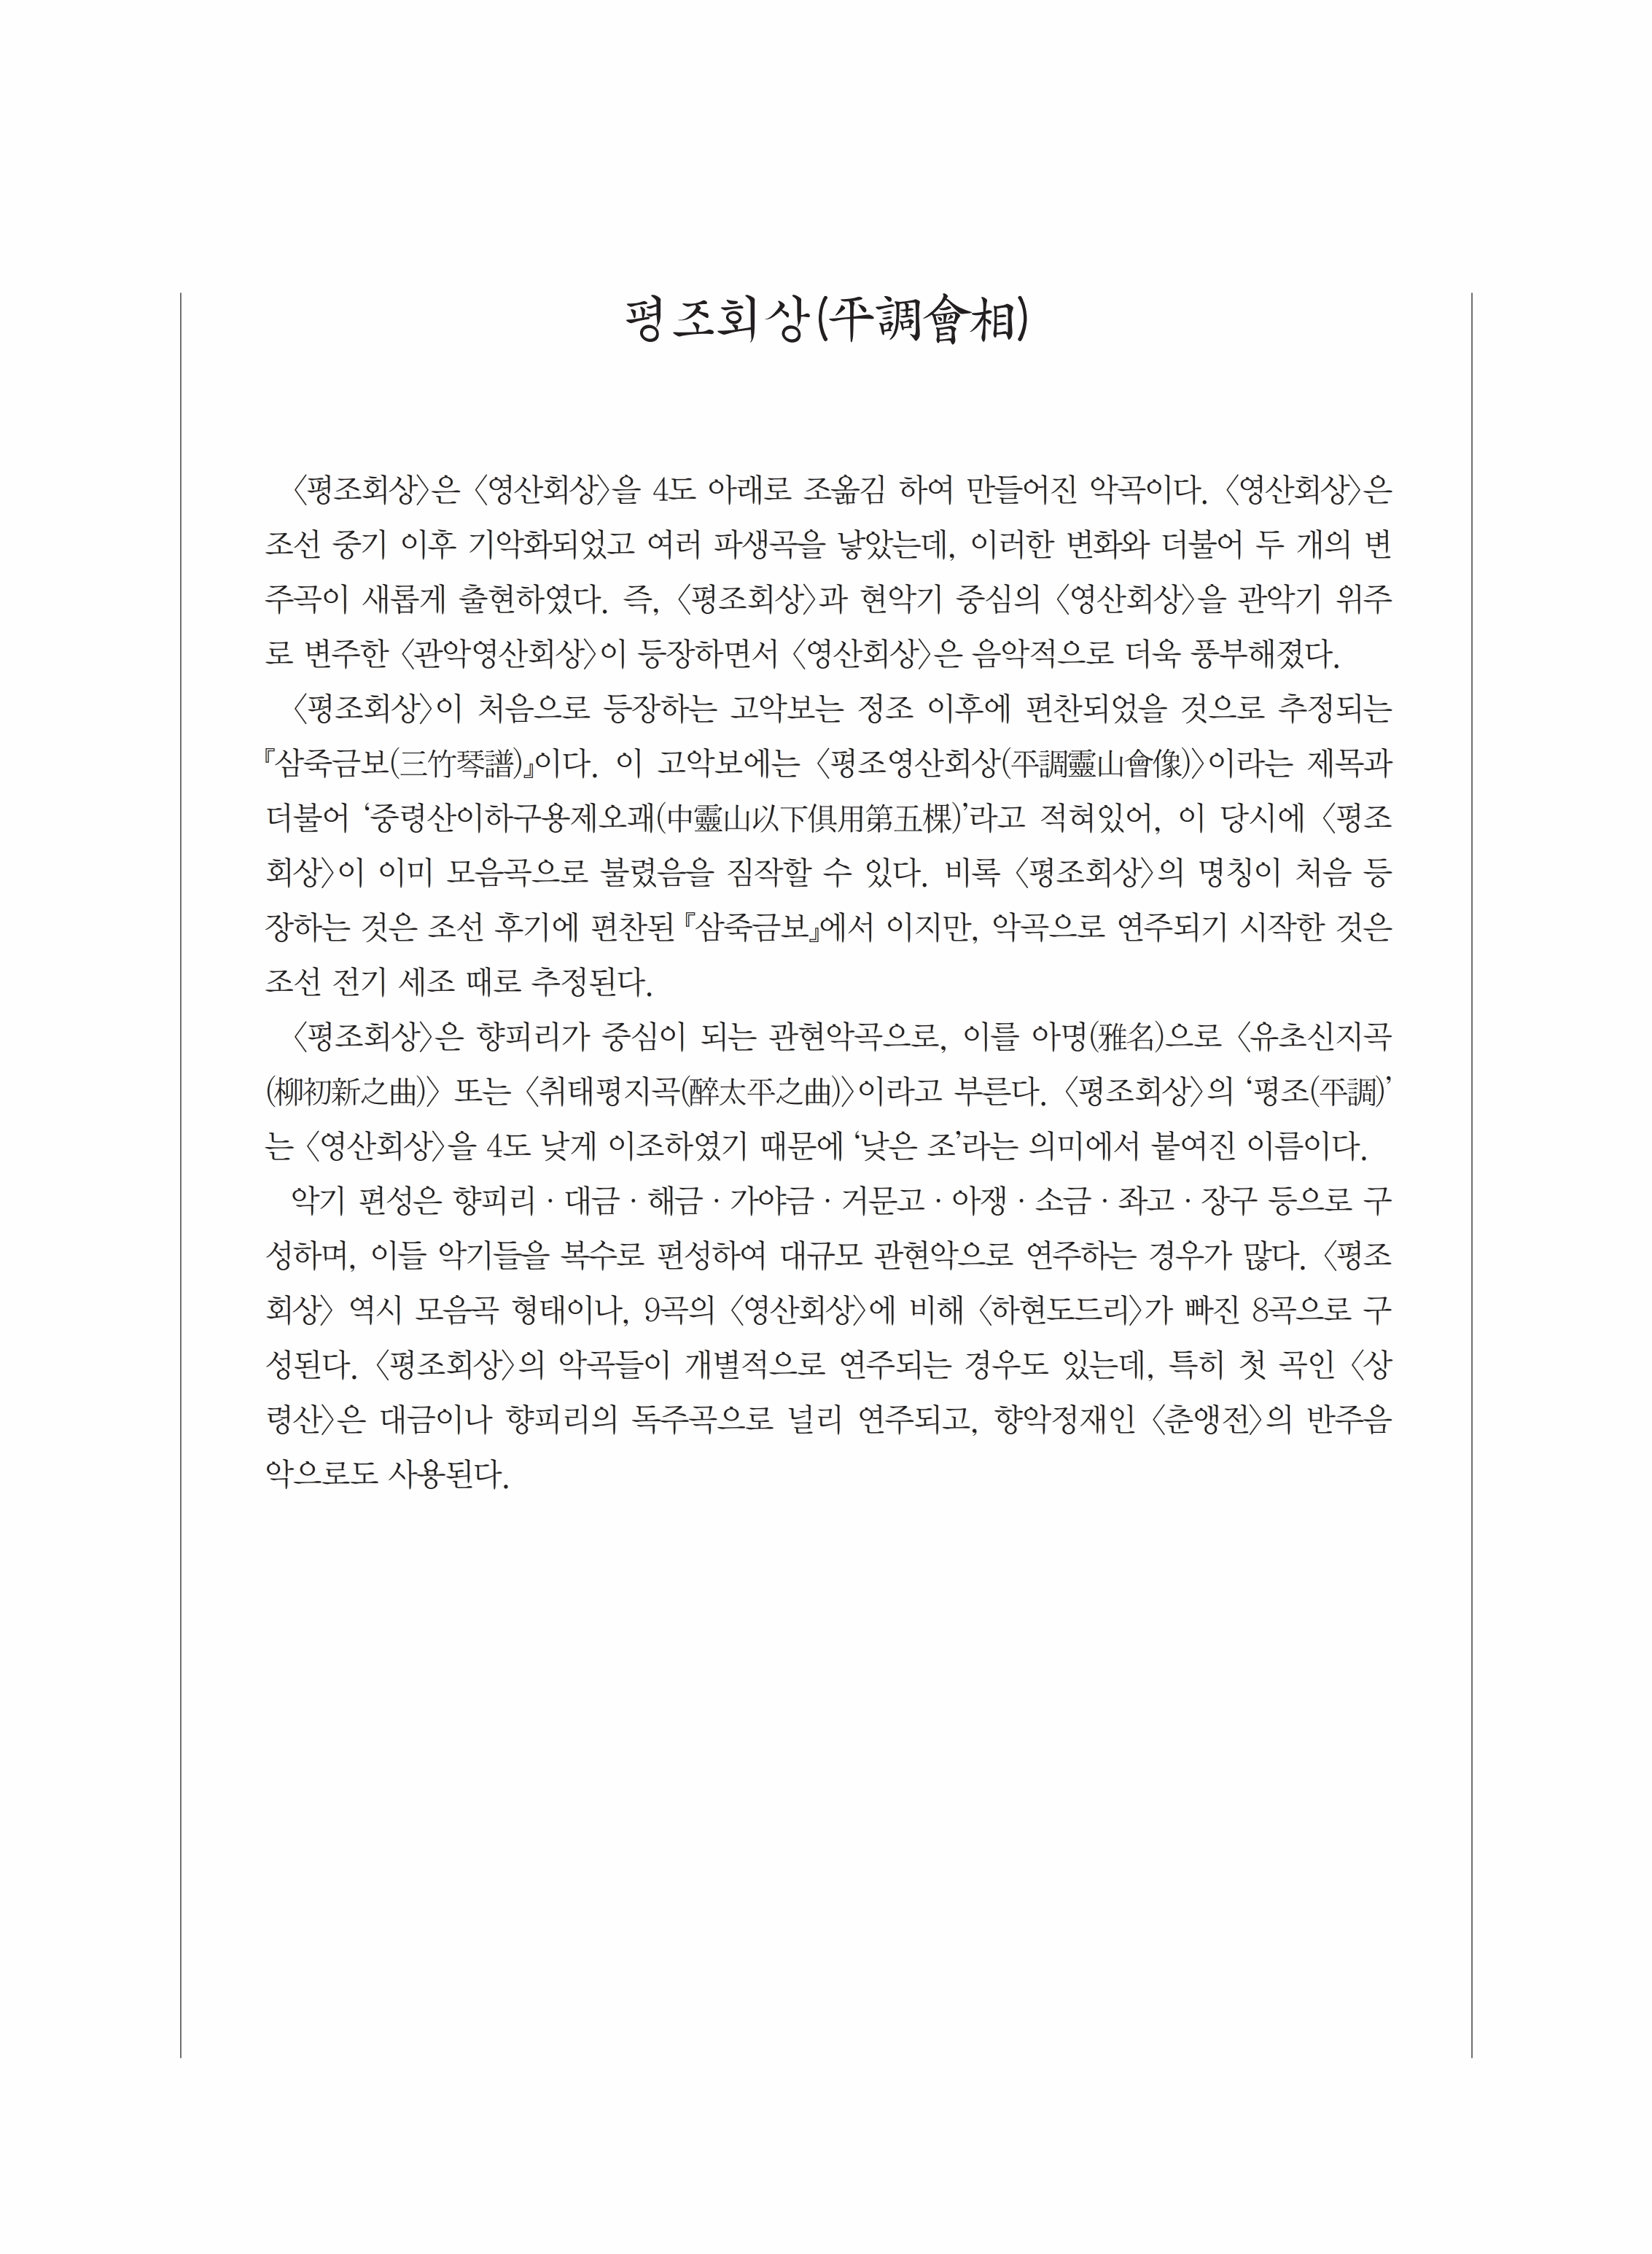 평조회상(平調會相)
〈평조회상〉은 〈영산회상〉을 4도 아래로 조옮김 하여 만들어진 악곡이다. 〈영산회상〉은
조선 중기 이후 기악화되었고 여러 파생곡을 낳았는데, 이러한 변화와 더불어 두 개의 변
주곡이 새롭게 출현하였다. 즉, 〈평조회상〉과 현악기 중심의 〈영산회상〉을 관악기 위주
로 변주한 〈관악영산회상〉이 등장하면서 〈영산회상〉은 음악적으로 더욱 풍부해졌다.
〈평조회상〉이 처음으로 등장하는 고악보는 정조 이후에 편찬되었을 것으로 추정되는
『삼죽금보(三竹琴譜)』이다. 이 고악보에는 〈평조영산회상(平調靈山會像)〉이라는 제목과
더불어 ‘중령산이하구용제오괘(中靈山以下俱用第五棵)’라고 적혀있어, 이 당시에 〈평조
회상〉이 이미 모음곡으로 불렸음을 짐작할 수 있다. 비록 〈평조회상〉의 명칭이 처음 등
장하는 것은 조선 후기에 편찬된 『삼죽금보』에서 이지만, 악곡으로 연주되기 시작한 것은
조선 전기 세조 때로 추정된다.
〈평조회상〉은 향피리가 중심이 되는 관현악곡으로, 이를 아명(雅名)으로 〈유초신지곡
(柳初新之曲)〉 또는 〈취태평지곡(醉太平之曲)〉이라고 부른다. 〈평조회상〉의 ‘평조(平調)’
는 〈영산회상〉을 4도 낮게 이조하였기 때문에 ‘낮은 조’라는 의미에서 붙여진 이름이다.
악기 편성은 향피리 · 대금 · 해금 · 가야금 · 거문고 · 아쟁 · 소금 · 좌고 · 장구 등으로 구
성하며, 이들 악기들을 복수로 편성하여 대규모 관현악으로 연주하는 경우가 많다. 〈평조
회상〉 역시 모음곡 형태이나, 9곡의 〈영산회상〉에 비해 〈하현도드리〉가 빠진 8곡으로 구
성된다. 〈평조회상〉의 악곡들이 개별적으로 연주되는 경우도 있는데, 특히 첫 곡인 〈상
령산〉은 대금이나 향피리의 독주곡으로 널리 연주되고, 향악정재인 〈춘앵전〉의 반주음
악으로도 사용된다.